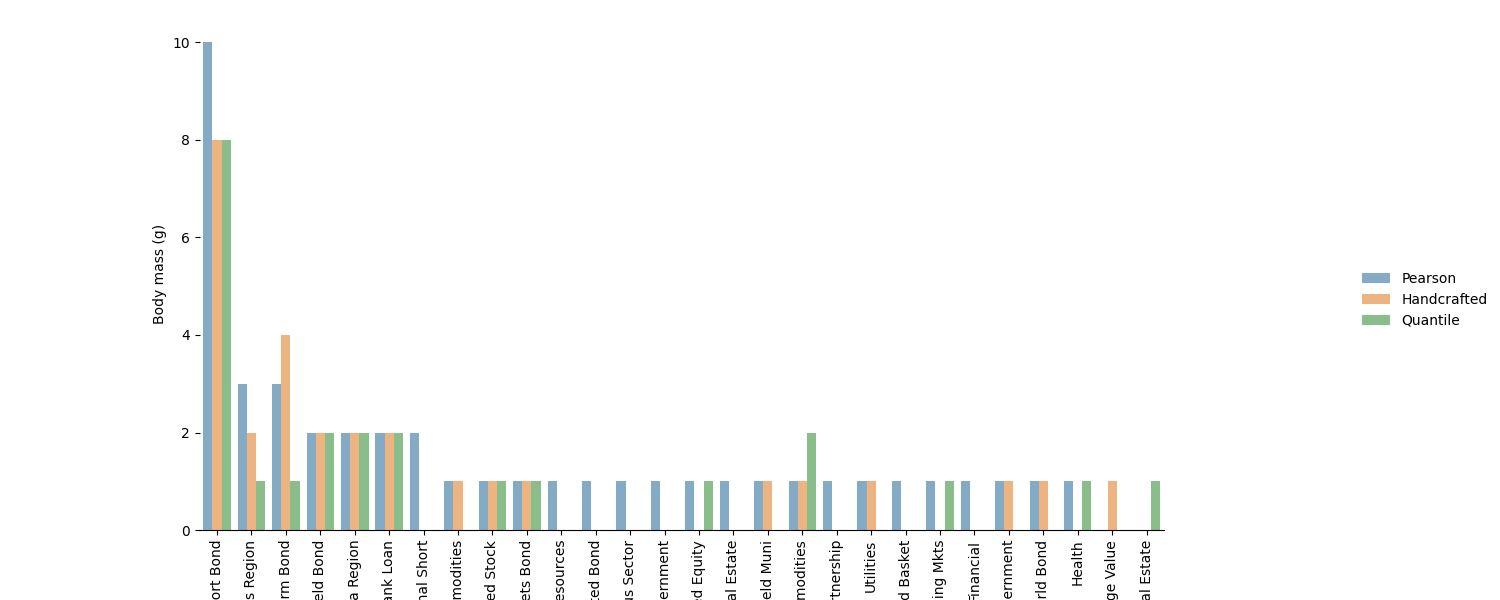 10
8
6
4
2
0
Body mass (g)
ort Bond
s Region
rm Bond
eld Bond
a Region
ank Loan
nal Short
modities
ed Stock
ets Bond
esources
ted Bond
us Sector
ernment
ed Equity
al Estate
eld Muni
modities
rtnership
Utilities
d Basket
ing Mkts
Financial
ernment
rld Bond
Health
ge Value
al Estate
Pearson
Handcrafted
Quantile